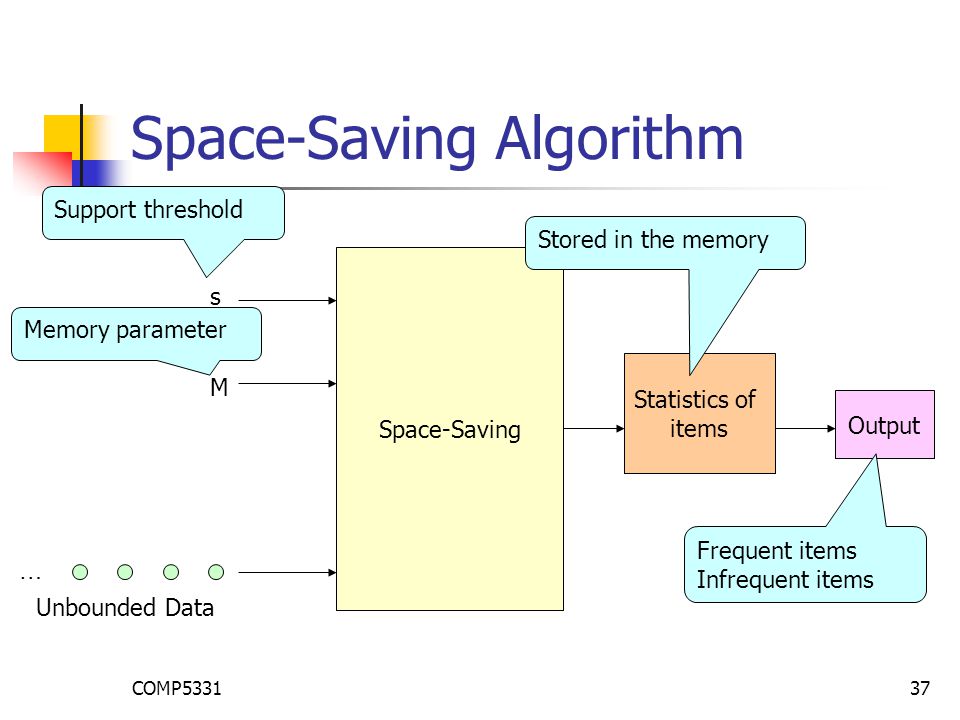 Space-Saving Algorithm
Support threshold
Stored in the memory
s
Memory parameter
M
Space-Saving
Statistics of
items
Output
Frequent items
Infrequent items
…
Unbounded Data
COMP5331
37